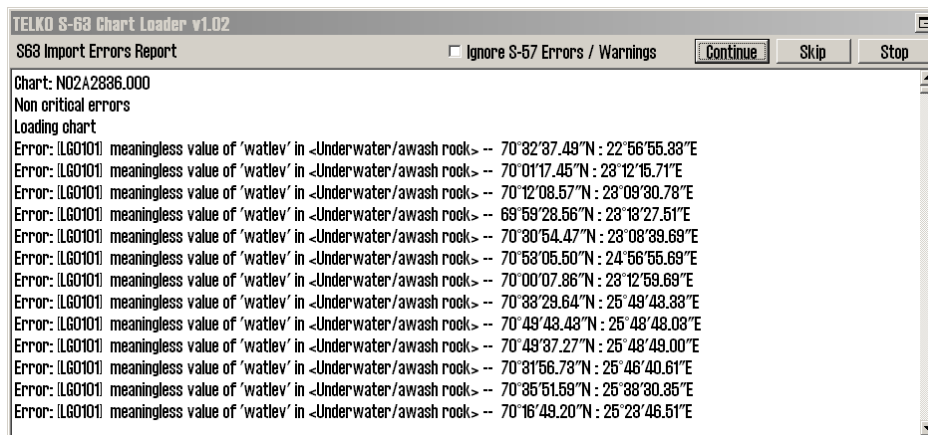 TELKO S-63 Chart Loader v1.02
S63 Import Errors Report Ignore S-57 Errors / Warnings Continue Skip Stop
Chart: NO2A2836.000
Non critical errors
Loading chart
Error: [LG0101] meaningless value of 'watlev' in <Underwater/awash rock> -- 70°32'37.49"N : 22°56'55.33"E
Error: [LG0101] meaningless value of 'watlev' in <Underwater/awash rock> -- 70°01'17.45"N : 23°12'15.71"E
Error: [LG0101] meaningless value of 'watlev' in <Underwater/awash rock> -- 70°12'08.57"N : 23°09'30.78"E
Error: [LG0101] meaningless value of 'watlev' in <Underwater/awash rock> -- 69°59'28.56"N : 23°13'27.51"E
Error: [LG0101] meaningless value of 'watlev' in <Underwater/awash rock> -- 70°30'54.47"N : 23°08'39.69"E
Error: [LG0101] meaningless value of 'watlev' in <Underwater/awash rock> -- 70°53'05.50"N : 24°56'55.69"E
Error: [LG0101] meaningless value of 'watlev' in <Underwater/awash rock> -- 70°00'07.86"N : 23°12'59.69"E
Error: [LG0101] meaningless value of 'watlev' in <Underwater/awash rock> -- 70°33'29.64"N : 25°49'43.33"E
Error: [LG0101] meaningless value of 'watlev' in <Underwater/awash rock> -- 70°49'43.43"N : 25°48'48.03"E
Error: [LG0101] meaningless value of 'watlev' in <Underwater/awash rock> -- 70°49'37.27"N : 25°48'49.00"E
Error: [LG0101] meaningless value of 'watlev' in <Underwater/awash rock> -- 70°31'56.73"N : 25°46'40.61"E
Error: [LG0101] meaningless value of 'watlev' in <Underwater/awash rock> -- 70°35'51.59"N : 25°38'30.35"E
Error: [LG0101] meaningless value of 'watlev' in <Underwater/awash rock> -- 70°16'49.20"N : 25°23'46.51"E